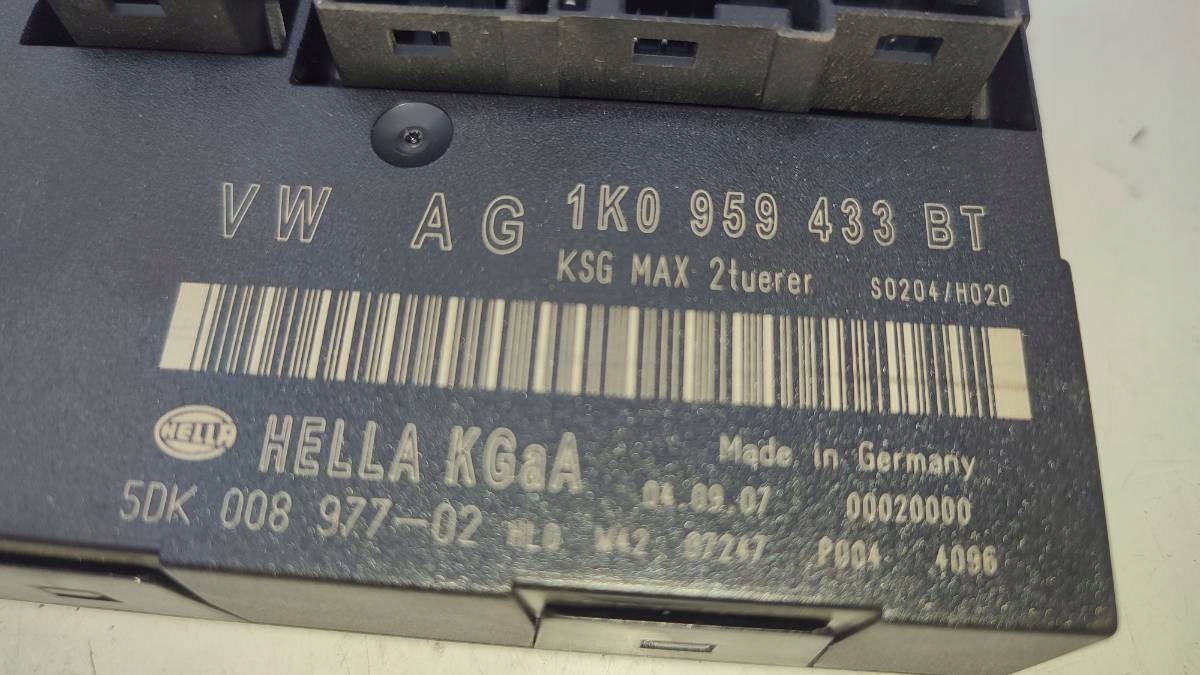 VW AG 1K0 959 433 BT
KSG MAX 2tuerer S0204/H020
HELLA HELLA KGaA Made in Germany
5DK 008 977-02 04.09.07 00020000
HL0 W42 07247 P004 4096